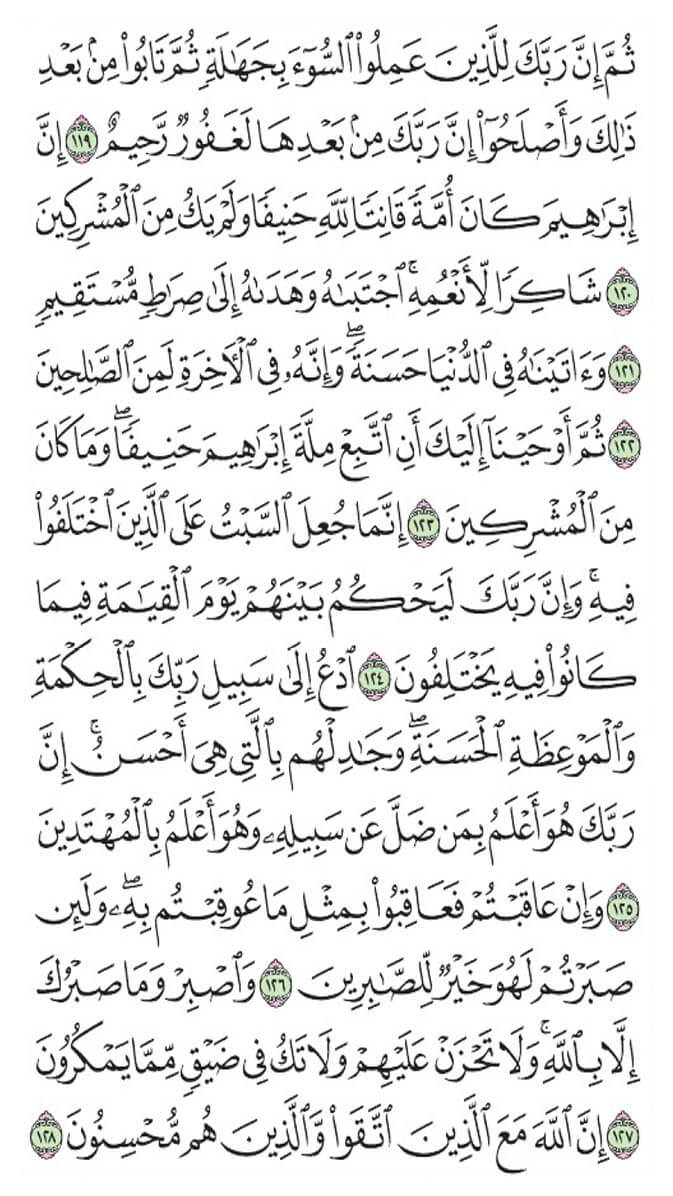 ثُمَّ إِنَّ رَبَّكَ لِلَّذِينَ عَمِلُوا۟ ٱلسُّوٓءَ بِجَهَـٰلَةٍۢ ثُمَّ تَابُوا۟ مِنۢ بَعْدِ
ذَٰلِكَ وَأَصْلَحُوٓا۟ إِنَّ رَبَّكَ مِنۢ بَعْدِهَا لَغَفُورٌۭ رَّحِيمٌ ١١٩ إِنَّ
إِبْرَٰهِيمَ كَانَ أُمَّةًۭ قَانِتًۭا لِّلَّهِ حَنِيفًۭا وَلَمْ يَكُ مِنَ ٱلْمُشْرِكِينَ
١٢٠ شَاكِرًۭا لِّأَنْعُمِهِ ۚ ٱجْتَبَىٰهُ وَهَدَىٰهُ إِلَىٰ صِرَٰطٍۢ مُّسْتَقِيمٍۢ
١٢١ وَءَاتَيْنَـٰهُ فِى ٱلدُّنْيَا حَسَنَةًۭ ۖ وَإِنَّهُۥ فِى ٱلْـَٔاخِرَةِ لَمِنَ ٱلصَّـٰلِحِينَ
١٢٢ ثُمَّ أَوْحَيْنَآ إِلَيْكَ أَنِ ٱتَّبِعْ مِلَّةَ إِبْرَٰهِيمَ حَنِيفًۭا ۖ وَمَا كَانَ
مِنَ ٱلْمُشْرِكِينَ ١٢٣ إِنَّمَا جُعِلَ ٱلسَّبْتُ عَلَى ٱلَّذِينَ ٱخْتَلَفُوا۟
فِيهِ ۚ وَإِنَّ رَبَّكَ لَيَحْكُمُ بَيْنَهُمْ يَوْمَ ٱلْقِيَـٰمَةِ فِيمَا
كَانُوا۟ فِيهِ يَخْتَلِفُونَ ١٢٤ ٱدْعُ إِلَىٰ سَبِيلِ رَبِّكَ بِٱلْحِكْمَةِ
وَٱلْمَوْعِظَةِ ٱلْحَسَنَةِ ۖ وَجَـٰدِلْهُم بِٱلَّتِى هِىَ أَحْسَنُ ۚ إِنَّ
رَبَّكَ هُوَ أَعْلَمُ بِمَن ضَلَّ عَن سَبِيلِهِۦ وَهُوَ أَعْلَمُ بِٱلْمُهْتَدِينَ
١٢٥ وَإِنْ عَاقَبْتُمْ فَعَاقِبُوا۟ بِمِثْلِ مَا عُوقِبْتُم بِهِۦ ۖ وَلَئِن
صَبَرْتُمْ لَهُوَ خَيْرٌۭ لِّلصَّـٰبِرِينَ ١٢٦ وَٱصْبِرْ وَمَا صَبْرُكَ
إِلَّا بِٱللَّهِ ۚ وَلَا تَحْزَنْ عَلَيْهِمْ وَلَا تَكُ فِى ضَيْقٍۢ مِّمَّا يَمْكُرُونَ
١٢٧ إِنَّ ٱللَّهَ مَعَ ٱلَّذِينَ ٱتَّقَوا۟ وَّٱلَّذِينَ هُم مُّحْسِنُونَ ١٢٨